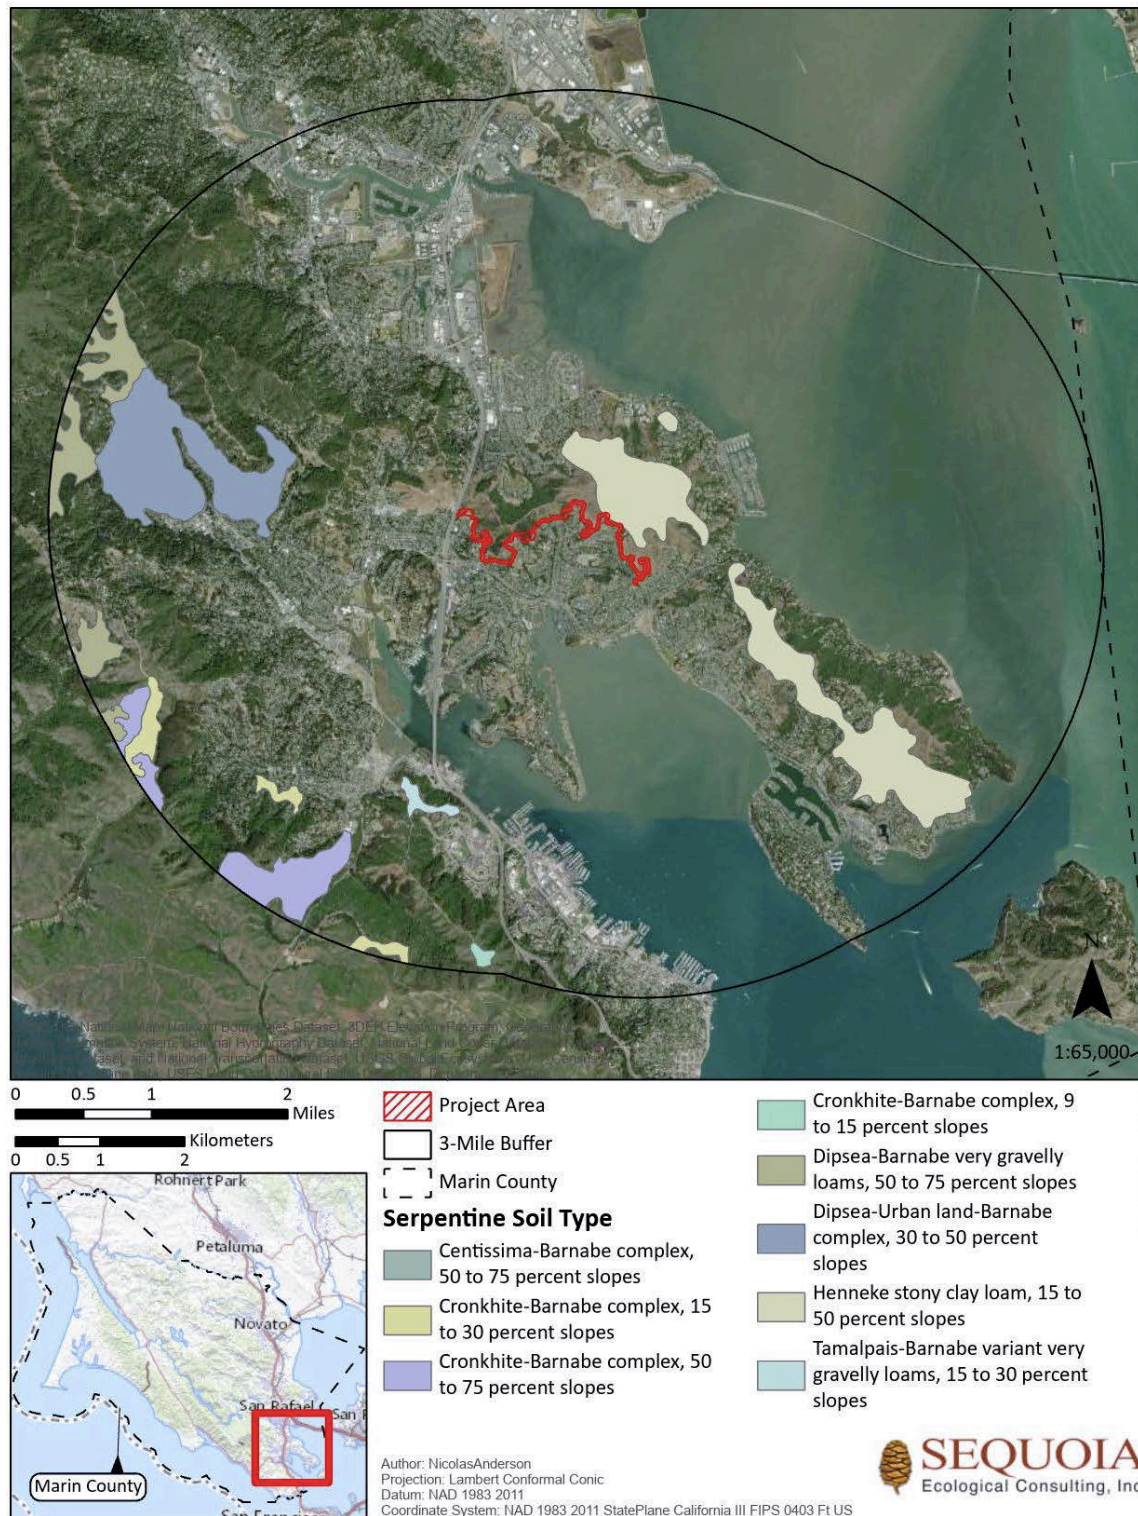 N
1:65,000
0 0.5 1 2
Miles
Kilometers
0 0.5 1 2
Project Area
3-Mile Buffer
Marin County
Serpentine Soil Type
Centissima-Barnabe complex,
50 to 75 percent slopes
Cronkhite-Barnabe complex, 15
to 30 percent slopes
Cronkhite-Barnabe complex, 50
to 75 percent slopes
Cronkhite-Barnabe complex, 9
to 15 percent slopes
Dipsea-Barnabe very gravelly
loams, 50 to 75 percent slopes
Dipsea-Urban land-Barnabe
complex, 30 to 50 percent
slopes
Henneke stony clay loam, 15 to
50 percent slopes
Tamalpais-Barnabe variant very
gravelly loams, 15 to 30 percent
slopes
Rohnert Park
Petaluma
Novato
San Rafael
San
Marin County
Author: NicolasAnderson
Projection: Lambert Conformal Conic
Datum: NAD 1983 2011
Coordinate System: NAD 1983 2011 StatePlane California III FIPS 0403 Ft US
SEQUOIA
Ecological Consulting, Inc